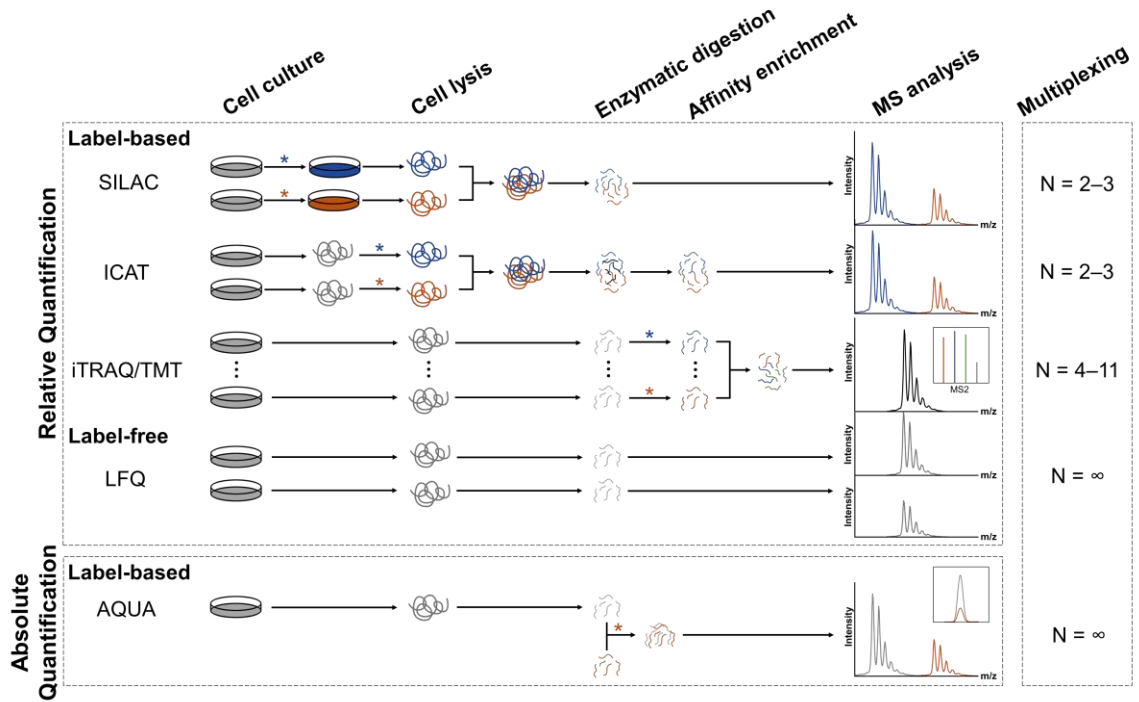 Cell culture
Cell lysis
Enzymatic digestion
Affinity enrichment
MS analysis
Multiplexing
Relative Quantification
Label-based
SILAC
*
*
Intensity
m/z
N = 2–3
ICAT
*
*
Intensity
m/z
N = 2–3
iTRAQ/TMT
*
*
Intensity
MS2
m/z
N = 4–11
Label-free
LFQ
Intensity
m/z
Intensity
m/z
N = ∞
Absolute
Quantification
Label-based
AQUA
*
Intensity
m/z
N = ∞